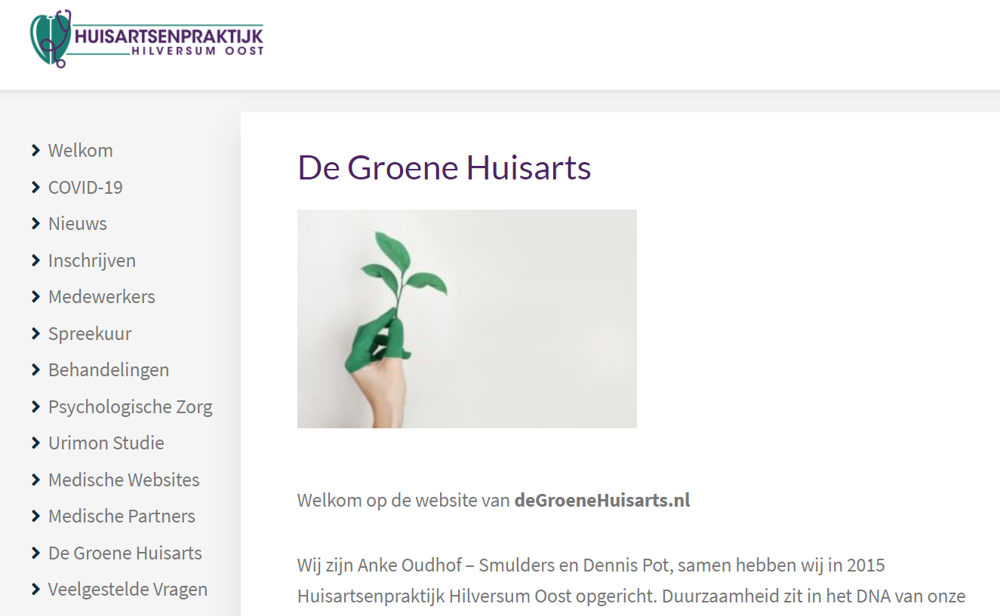 HUISARTSENPRAKTIJK
HILVERSUM OOST
Welkom
COVID-19
Nieuws
Inschrijven
Medewerkers
Spreekuur
Behandelingen
Psychologische Zorg
Urimon Studie
Medische Websites
Medische Partners
De Groene Huisarts
Veelgestelde Vragen
De Groene Huisarts
Welkom op de website van deGroeneHuisarts.nl
Wij zijn Anke Oudhof – Smulders en Dennis Pot, samen hebben wij in 2015
Huisartsenpraktijk Hilversum Oost opgericht. Duurzaamheid zit in het DNA van onze